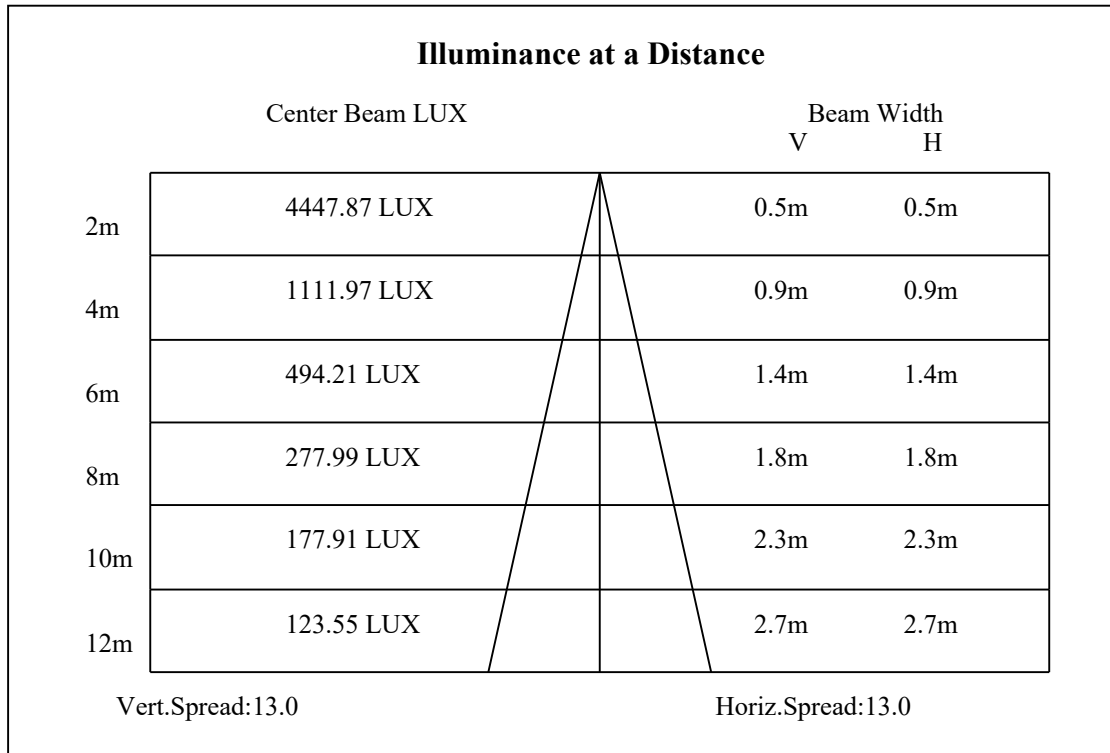 Illuminance at a Distance
Center Beam LUX Beam Width
V H
2m 4447.87 LUX 0.5m 0.5m
4m 1111.97 LUX 0.9m 0.9m
6m 494.21 LUX 1.4m 1.4m
8m 277.99 LUX 1.8m 1.8m
10m 177.91 LUX 2.3m 2.3m
12m 123.55 LUX 2.7m 2.7m
Vert.Spread:13.0 Horiz.Spread:13.0